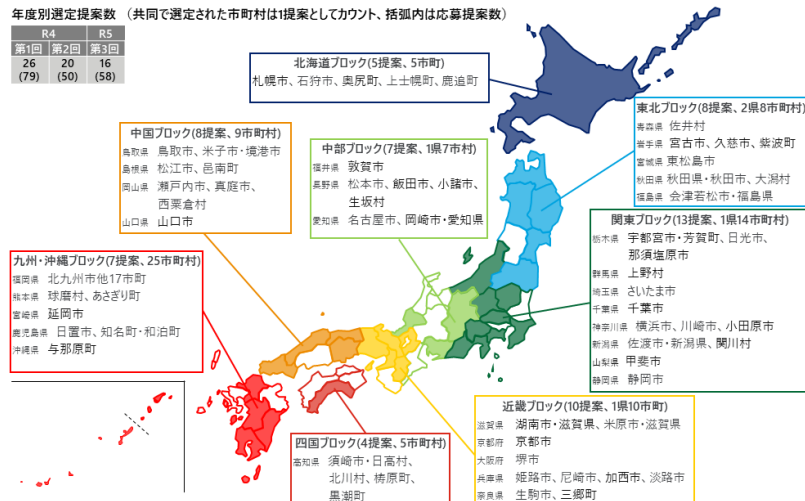 年度別選定提案数 （共同で選定された市町村は1提案としてカウント、括弧内は応募提案数）
R4 R5
第1回 第2回 第3回
26 20 16
(79) (50) (58)
北海道ブロック(5提案、5市町)
札幌市、石狩市、奥尻町、上士幌町、鹿追町
東北ブロック(8提案、2県8市町村)
青森県 佐井村
岩手県 宮古市、久慈市、紫波町
宮城県 東松島市
秋田県 秋田県・秋田市、大潟村
福島県 会津若松市・福島県
中国ブロック(8提案、9市町村)
鳥取県 鳥取市、米子市・境港市
島根県 松江市、邑南町
岡山県 瀬戸内市、真庭市、
西粟倉村
山口県 山口市
中部ブロック(7提案、1県7市村)
福井県 敦賀市
長野県 松本市、飯田市、小諸市、
生坂村
愛知県 名古屋市、岡崎市・愛知県
関東ブロック(13提案、1県14市町村)
栃木県 宇都宮市・芳賀町、日光市、
那須塩原市
群馬県 上野村
埼玉県 さいたま市
千葉県 千葉市
神奈川県 横浜市、川崎市、小田原市
新潟県 佐渡市・新潟県、関川村
山梨県 甲斐市
静岡県 静岡市
九州・沖縄ブロック(7提案、25市町村)
福岡県 北九州市他17市町
熊本県 球磨村、あさぎり町
宮崎県 延岡市
鹿児島県 日置市、知名町・和泊町
沖縄県 与那原町
四国ブロック(4提案、5市町村)
高知県 須崎市・日高村、
北川村、梼原町、
黒潮町
近畿ブロック(10提案、1県10市町)
滋賀県 湖南市・滋賀県、米原市・滋賀県
京都府 京都市
大阪府 堺市
兵庫県 姫路市、尼崎市、加西市、淡路市
奈良県 生駒市、三郷町